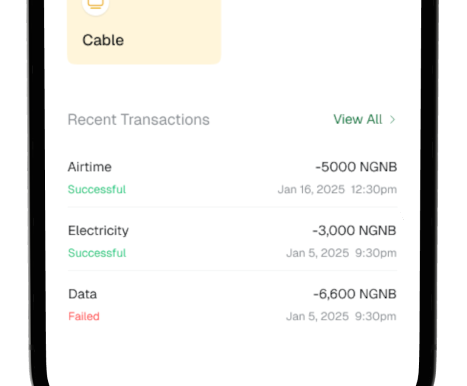 Cable
Recent Transactions View All >
Airtime -5000 NGNB
Successful Jan 16, 2025 12:30pm
Electricity -3,000 NGNB
Successful Jan 5, 2025 9:30pm
Data -6,600 NGNB
Failed Jan 5, 2025 9:30pm